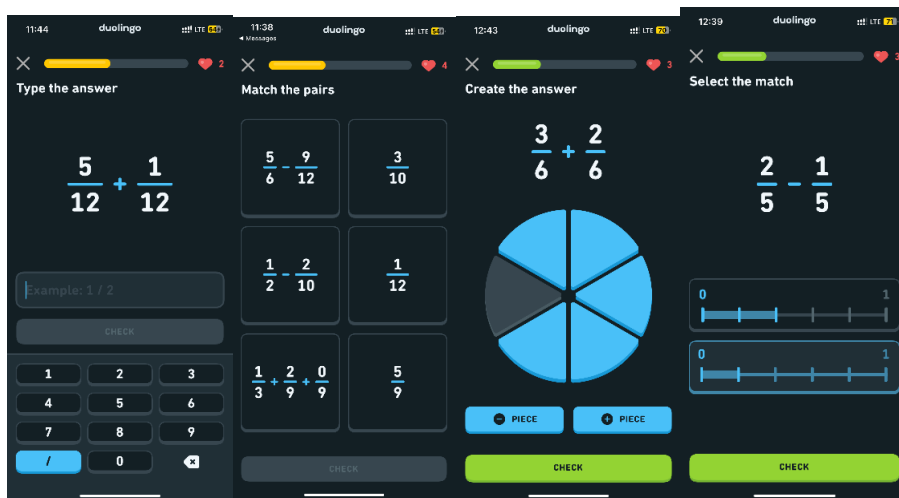 11:44 duolingo LTE 64
2
Type the answer
5/12 + 1/12
Example: 1 / 2
CHECK
1 2 3
4 5 6
7 8 9
/ 0
11:38 duolingo LTE
Messages
4
Match the pairs
5/6 - 9/12 3/10
1/2 - 2/10 1/12
1/3 + 2/9 + 0/9 5/9
CHECK
12:43 duolingo LTE 70
3
Create the answer
3/6 + 2/6
PIECE PIECE
CHECK
12:39 duolingo LTE 71
3
Select the match
2/5 - 1/5
0 1
0 1
CHECK